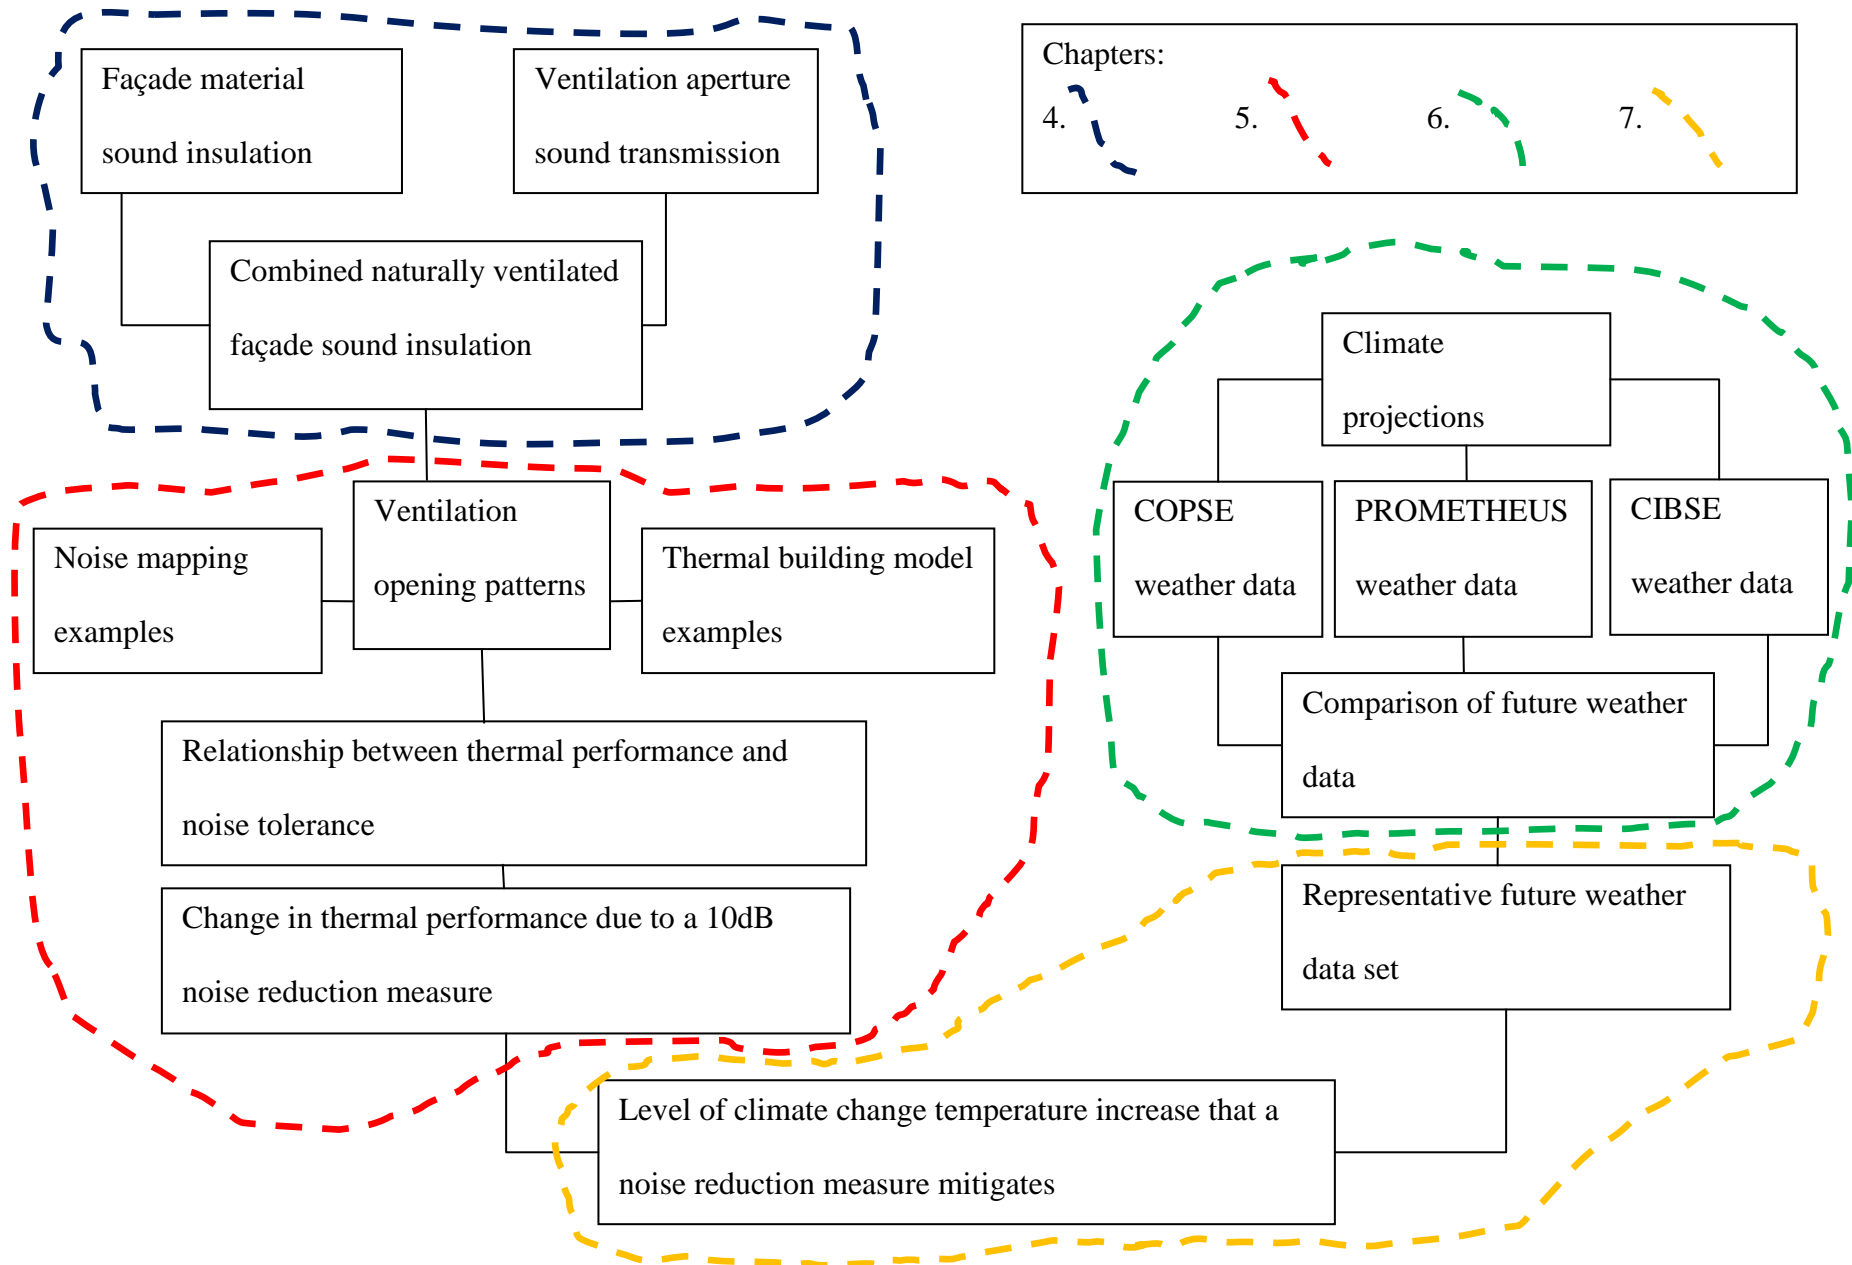 Façade material
sound insulation
Ventilation aperture
sound transmission
Combined naturally ventilated
façade sound insulation
Chapters:
4.
5.
6.
7.
Ventilation
opening patterns
Noise mapping
examples
Thermal building model
examples
Relationship between thermal performance and
noise tolerance
Change in thermal performance due to a 10dB
noise reduction measure
Climate
projections
COPSE
weather data
PROMETHEUS
weather data
CIBSE
weather data
Comparison of future weather
data
Representative future weather
data set
Level of climate change temperature increase that a
noise reduction measure mitigates